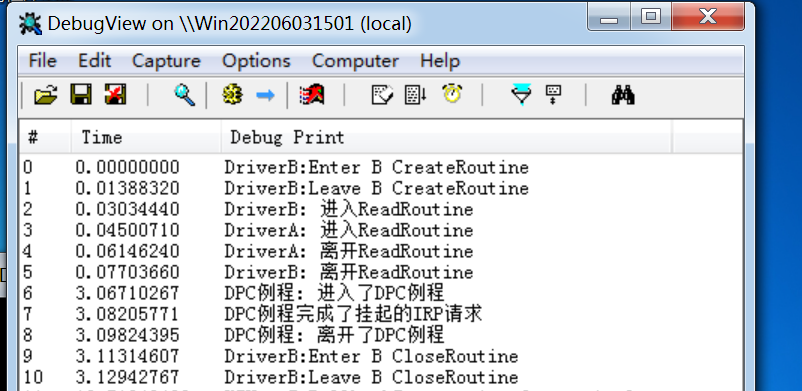 DebugView on \\Win202206031501 (local)
File Edit Capture Options Computer Help
# Time Debug Print
0 0.00000000 DriverB:Enter B CreateRoutine
1 0.01388320 DriverB:Leave B CreateRoutine
2 0.03034440 DriverB: 进入ReadRoutine
3 0.04500710 DriverA: 进入ReadRoutine
4 0.06146240 DriverA: 离开ReadRoutine
5 0.07703660 DriverB: 离开ReadRoutine
6 3.06710267 DPC例程: 进入了DPC例程
7 3.08205771 DPC例程完成了挂起的IRP请求
8 3.09824395 DPC例程: 离开了DPC例程
9 3.11314607 DriverB:Enter B CloseRoutine
10 3.12942767 DriverB:Leave B CloseRoutine